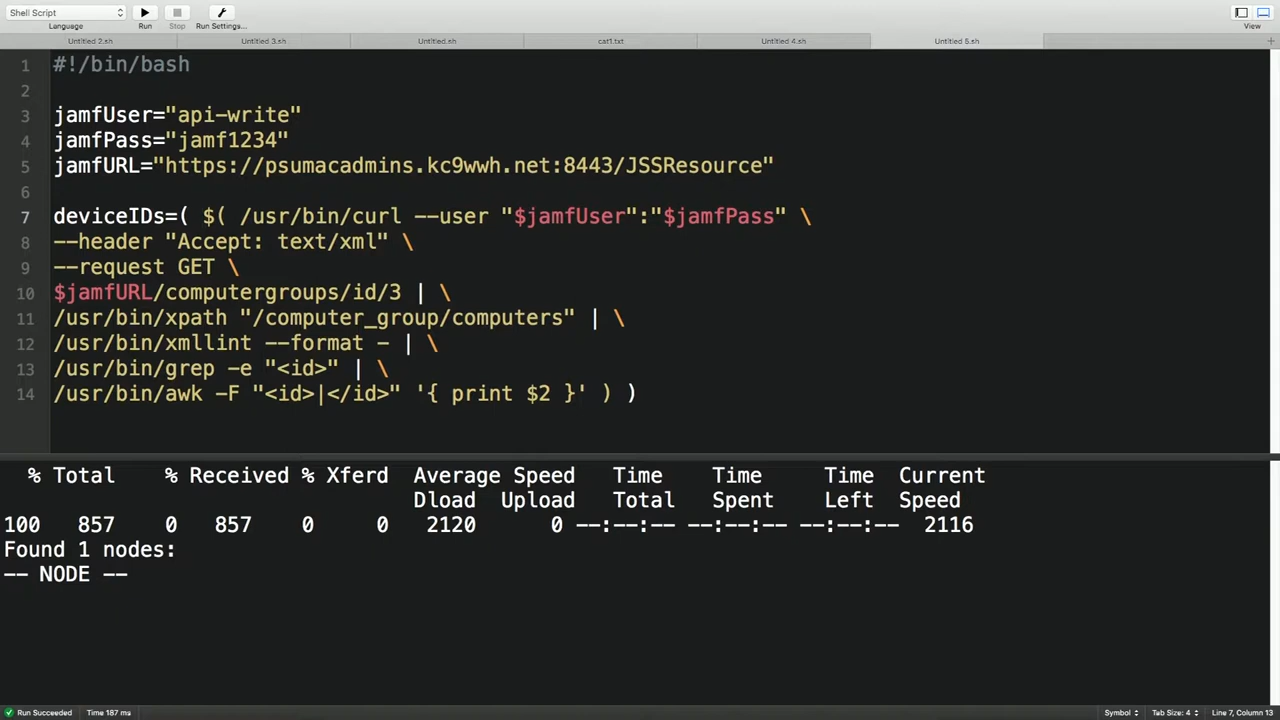 Shell Script
Language
Run
Stop
Run Settings...
View
Untitled 2.sh
Untitled 3.sh
Untitled.sh
cat1.txt
Untitled 4.sh
Untitled 5.sh
1 #!/bin/bash
2
3 jamfUser="api-write"
4 jamfPass="jamf1234"
5 jamfURL="https://psumacadmins.kc9wwh.net:8443/JSSResource"
6
7 deviceIDs=( $( /usr/bin/curl --user "$jamfUser":"$jamfPass" \
8 --header "Accept: text/xml" \
9 --request GET \
10 $jamfURL/computergroups/id/3 | \
11 /usr/bin/xpath "/computer_group/computers" | \
12 /usr/bin/xmllint --format - | \
13 /usr/bin/grep -e "<id>" | \
14 /usr/bin/awk -F "<id>|</id>" '{ print $2 }' ) )
% Total % Received % Xferd Average Speed Time Time Time Current
Dload Upload Total Spent Left Speed
100 857 0 857 0 0 2120 0 --:--:-- --:--:-- --:--:-- 2116
Found 1 nodes:
-- NODE --
Run Succeeded Time 187 ms Symbol Tab Size: 4 Line 7, Column 13